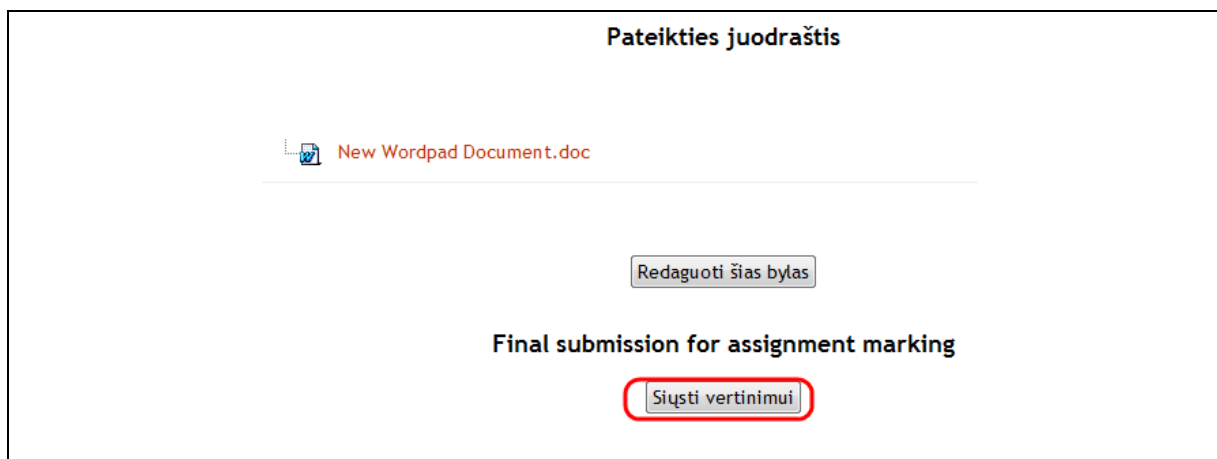 Pateikties juodraštis
New Wordpad Document.doc
Redaguoti šias bylas
Final submission for assignment marking
Siųsti vertinimui